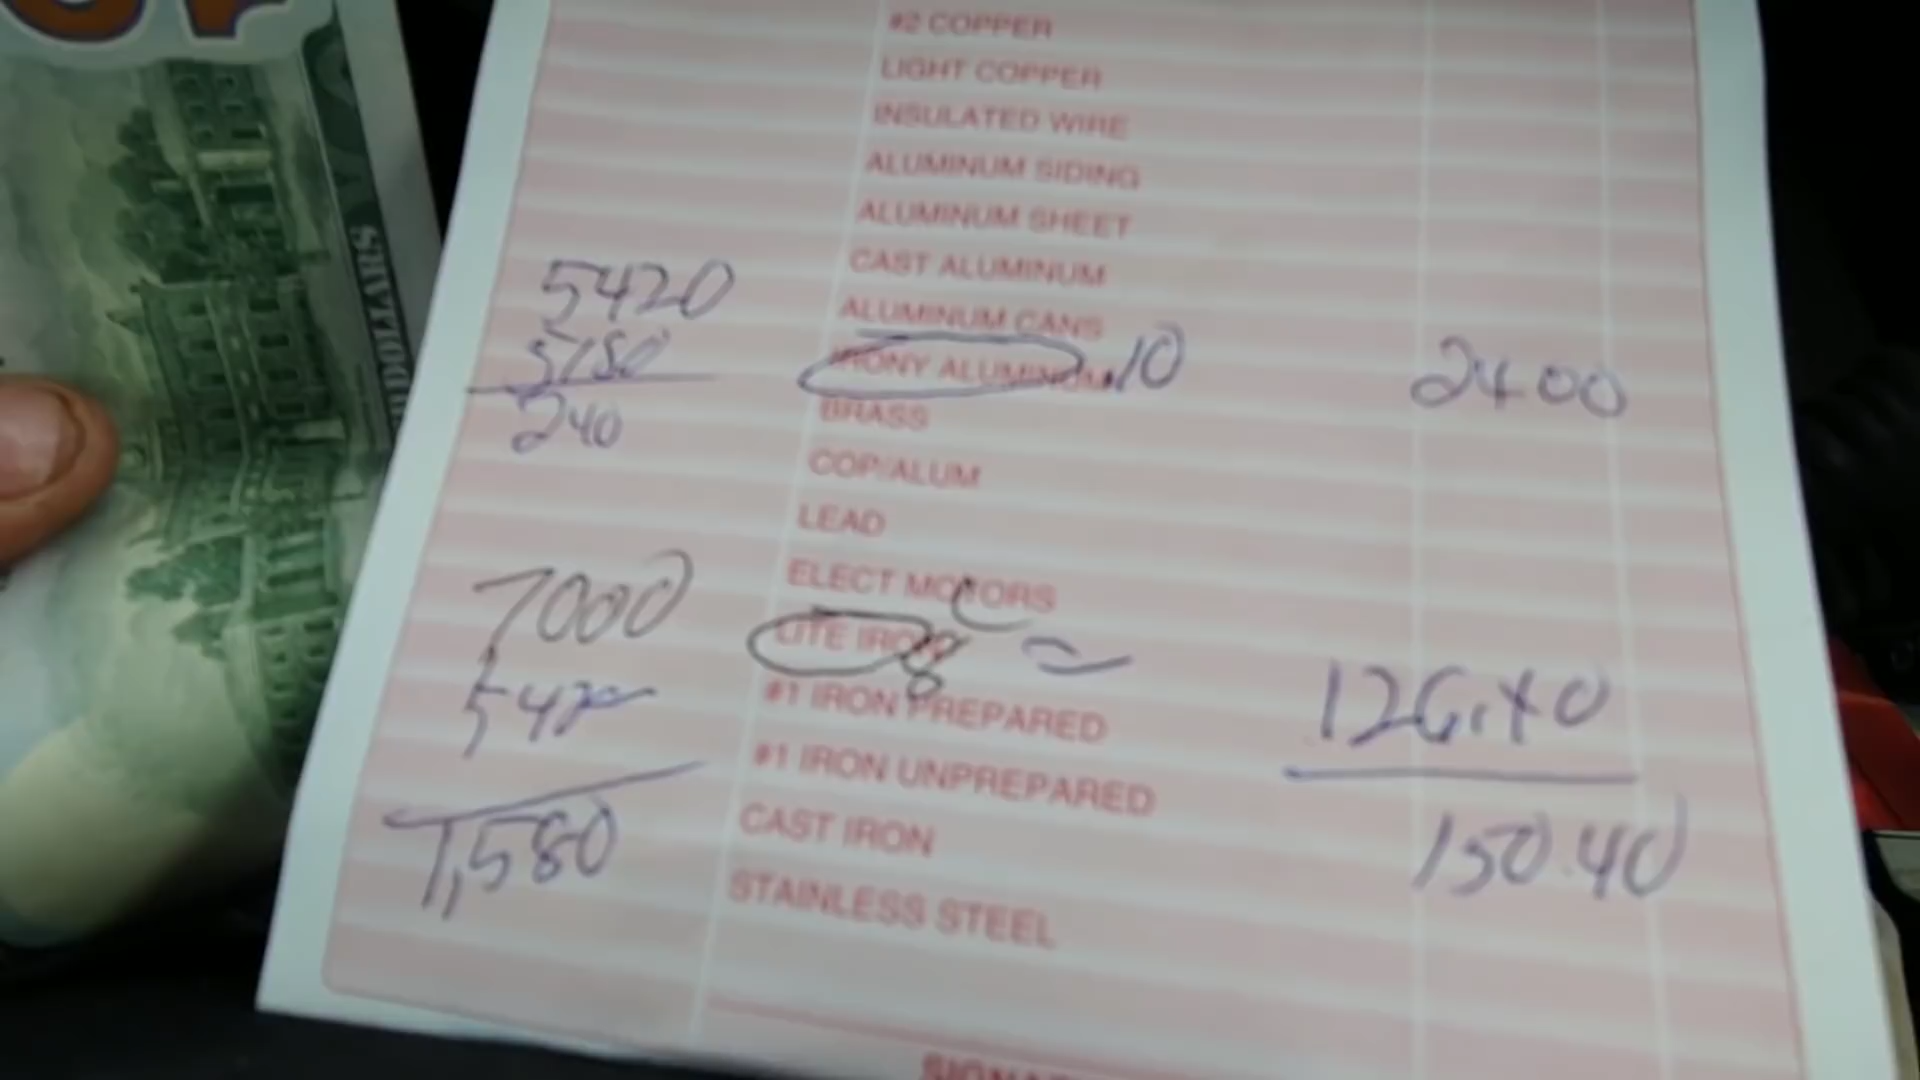 #2 COPPER
LIGHT COPPER
INSULATED WIRE
ALUMINUM SIDING
ALUMINUM SHEET
CAST ALUMINUM
5420 ALUMINUM CANS
5180 IRONY ALUMINUM .10 2400
240 BRASS
COP/ALUM
LEAD
7000 ELECT MOTORS
LITE IRON 8 C 126.40
5420 #1 IRON PREPARED
#1 IRON UNPREPARED
1,580 CAST IRON 150.40
STAINLESS STEEL
DOLLARS